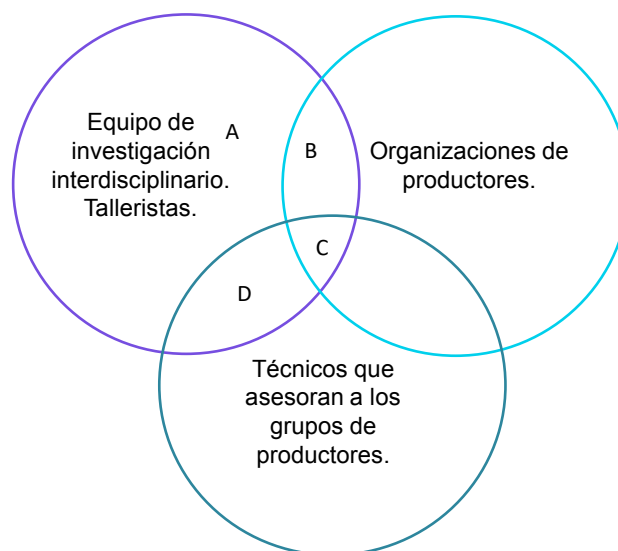 Equipo de
investigación
interdisciplinario.
Talleristas.
A
B
Organizaciones de
productores.
C
D
Técnicos que
asesoran a los
grupos de
productores.